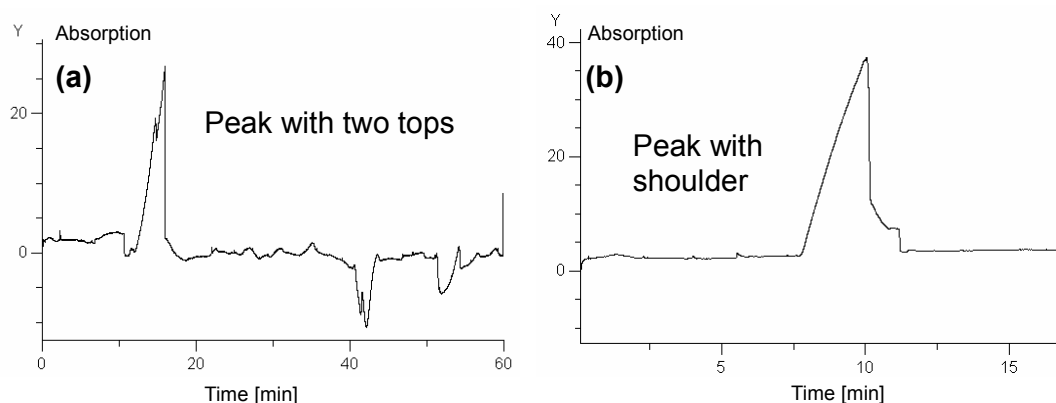 Y
Absorption
(a)
Peak with two tops
20
0
0
20
40
60
Time [min]
Y
Absorption
40
(b)
Peak with
shoulder
20
0
5
10
15
Time [min]